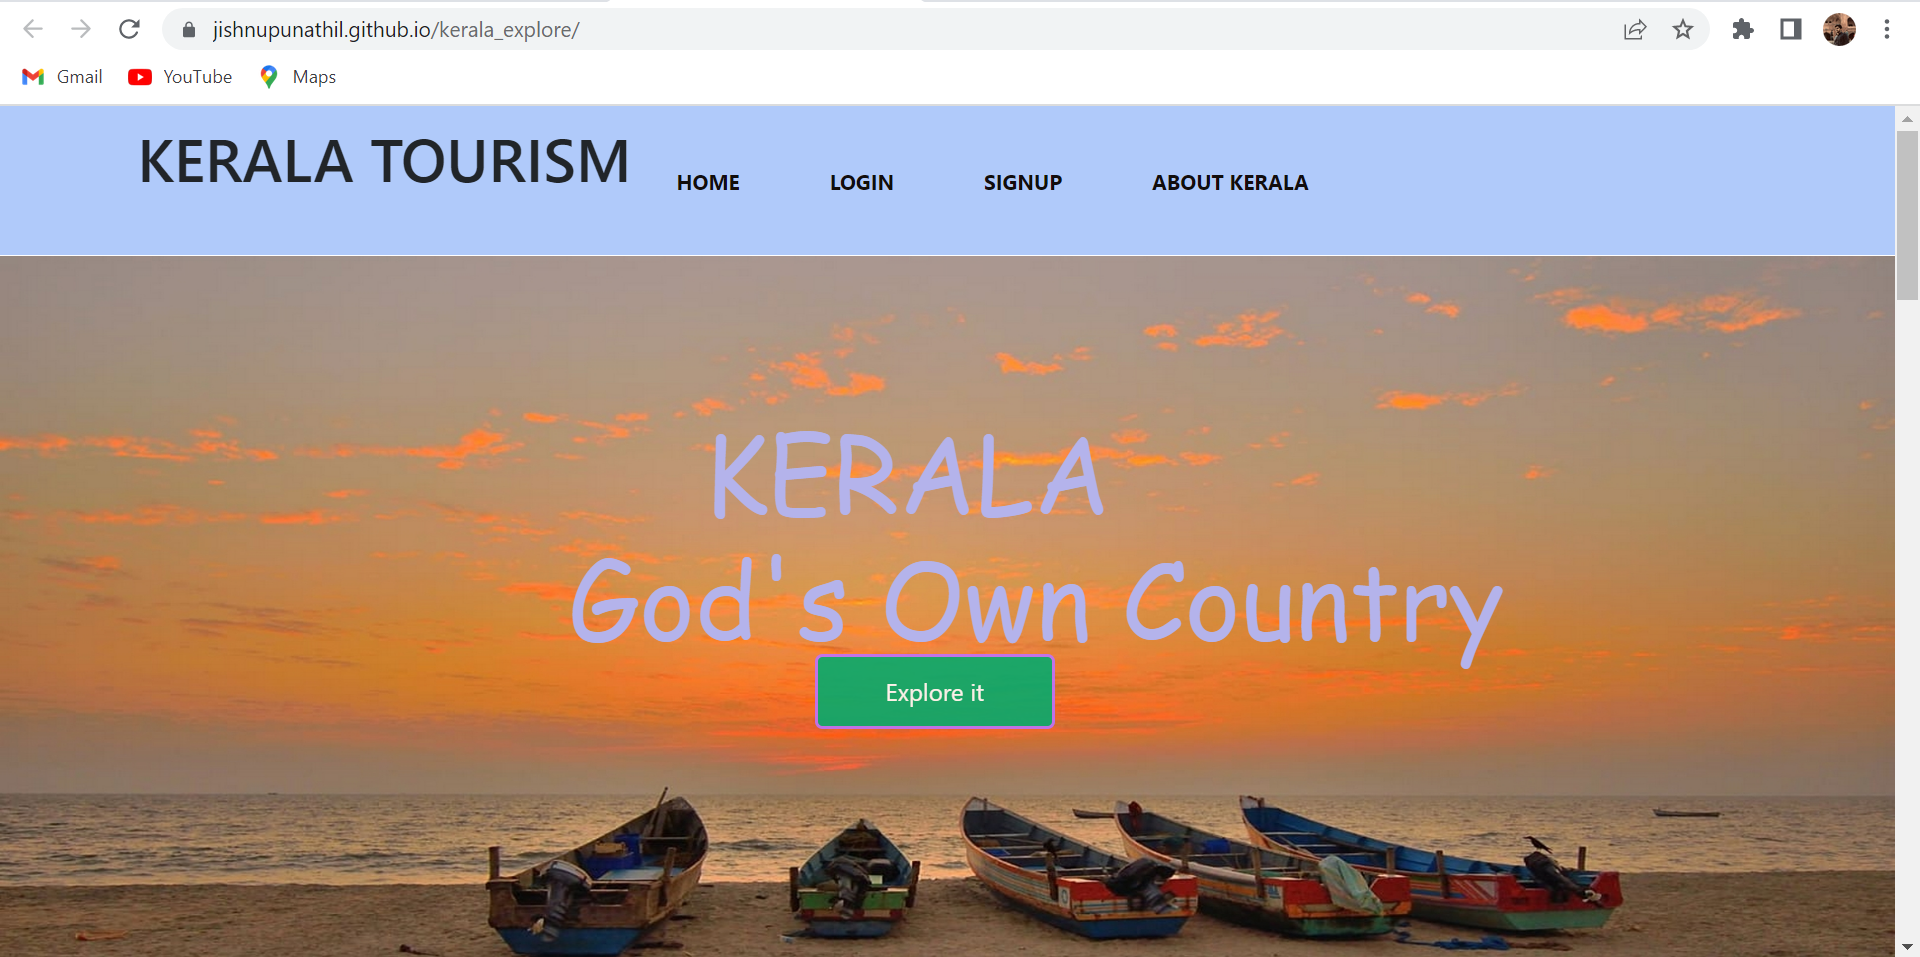 jishnupunathil.github.io/kerala_explore/
Gmail YouTube Maps
KERALA TOURISM HOME LOGIN SIGNUP ABOUT KERALA
KERALA
God's Own Country
Explore it